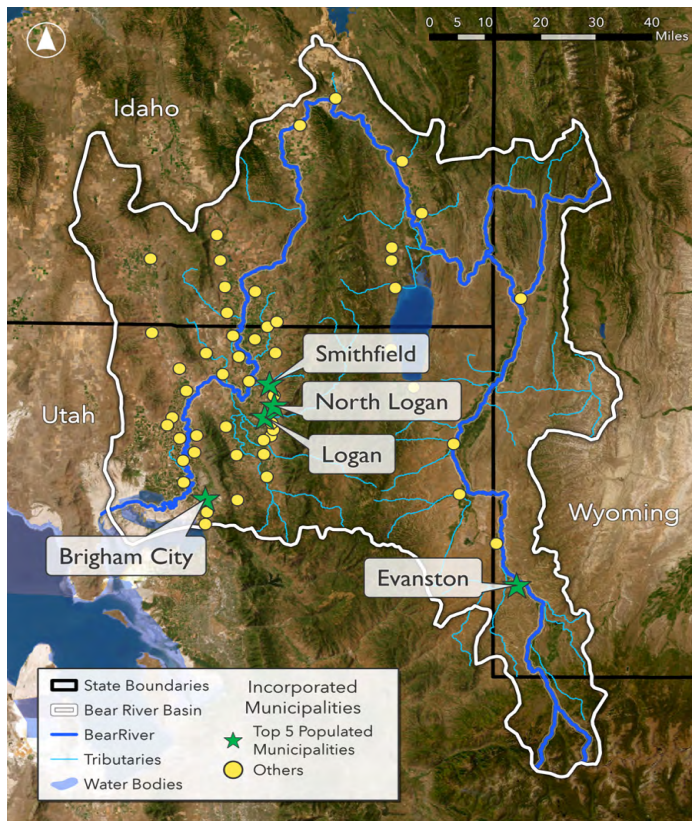 0 5 10 20 30 40
Miles
Idaho
Smithfield
North Logan
Utah
Logan
Wyoming
Brigham City
Evanston
State Boundaries
Bear River Basin
BearRiver
Tributaries
Water Bodies
Incorporated
Municipalities
Top 5 Populated
Municipalities
Others